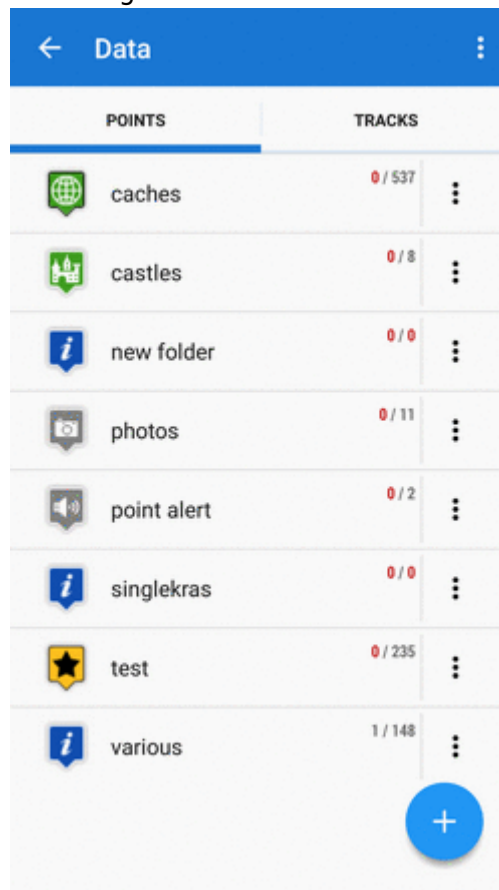 Data
POINTS TRACKS
caches 0 / 537
castles 0 / 8
new folder 0 / 0
photos 0 / 11
point alert 0 / 2
singlekras 0 / 0
test 0 / 235
various 1 / 148